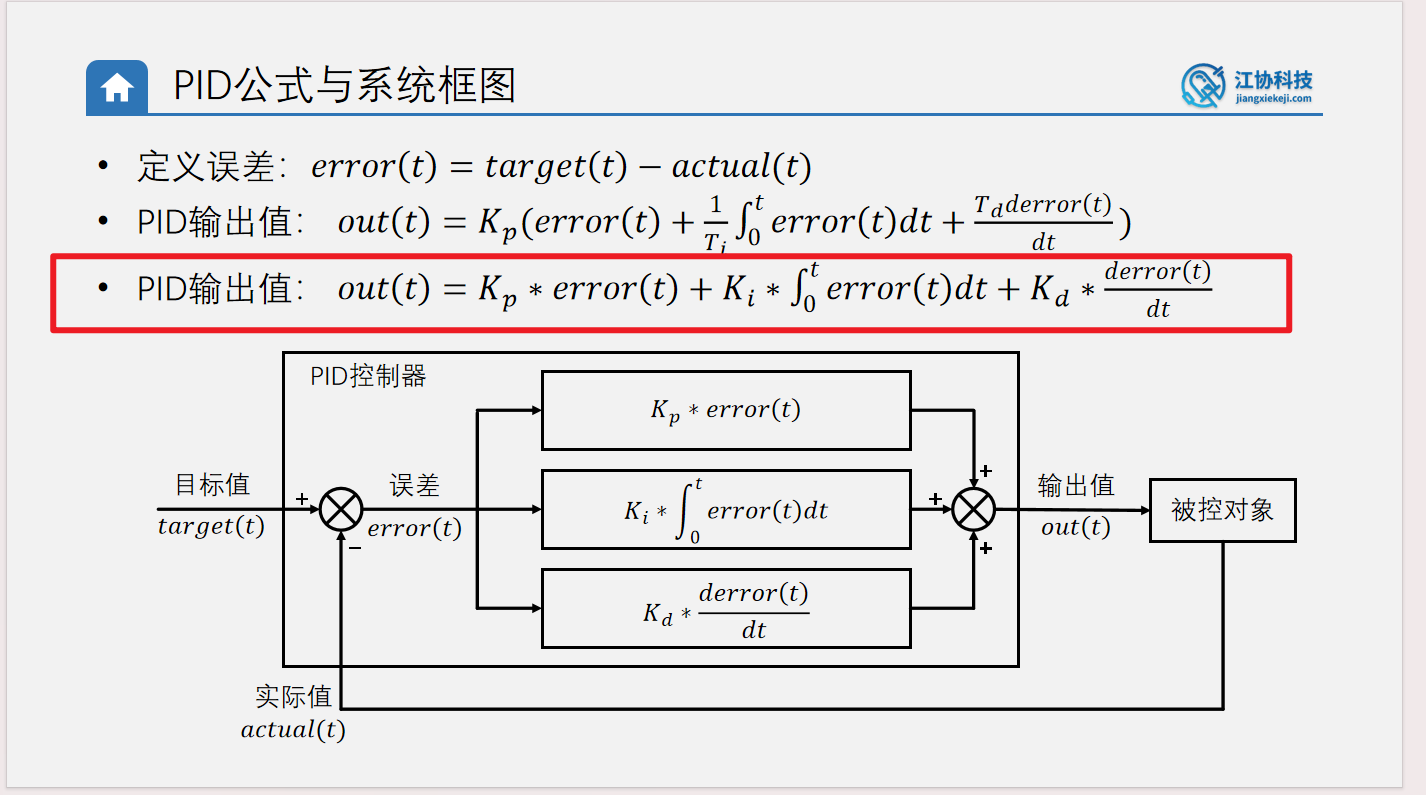 PID公式与系统框图
江协科技
jiangxiekeji.com
• 定义误差：error(t) = target(t) − actual(t)
• PID输出值： out(t) = K_p(error(t) + \frac{1}{T_i}∫_0^t error(t)dt + \frac{T_d derror(t)}{dt})
• PID输出值： out(t) = K_p * error(t) + K_i * ∫_0^t error(t)dt + K_d * \frac{derror(t)}{dt}
PID控制器
K_p * error(t)
目标值
target(t)
+
−
误差
error(t)
K_i * ∫_0^t error(t)dt
+
+
+
输出值
out(t)
被控对象
K_d * \frac{derror(t)}{dt}
实际值
actual(t)